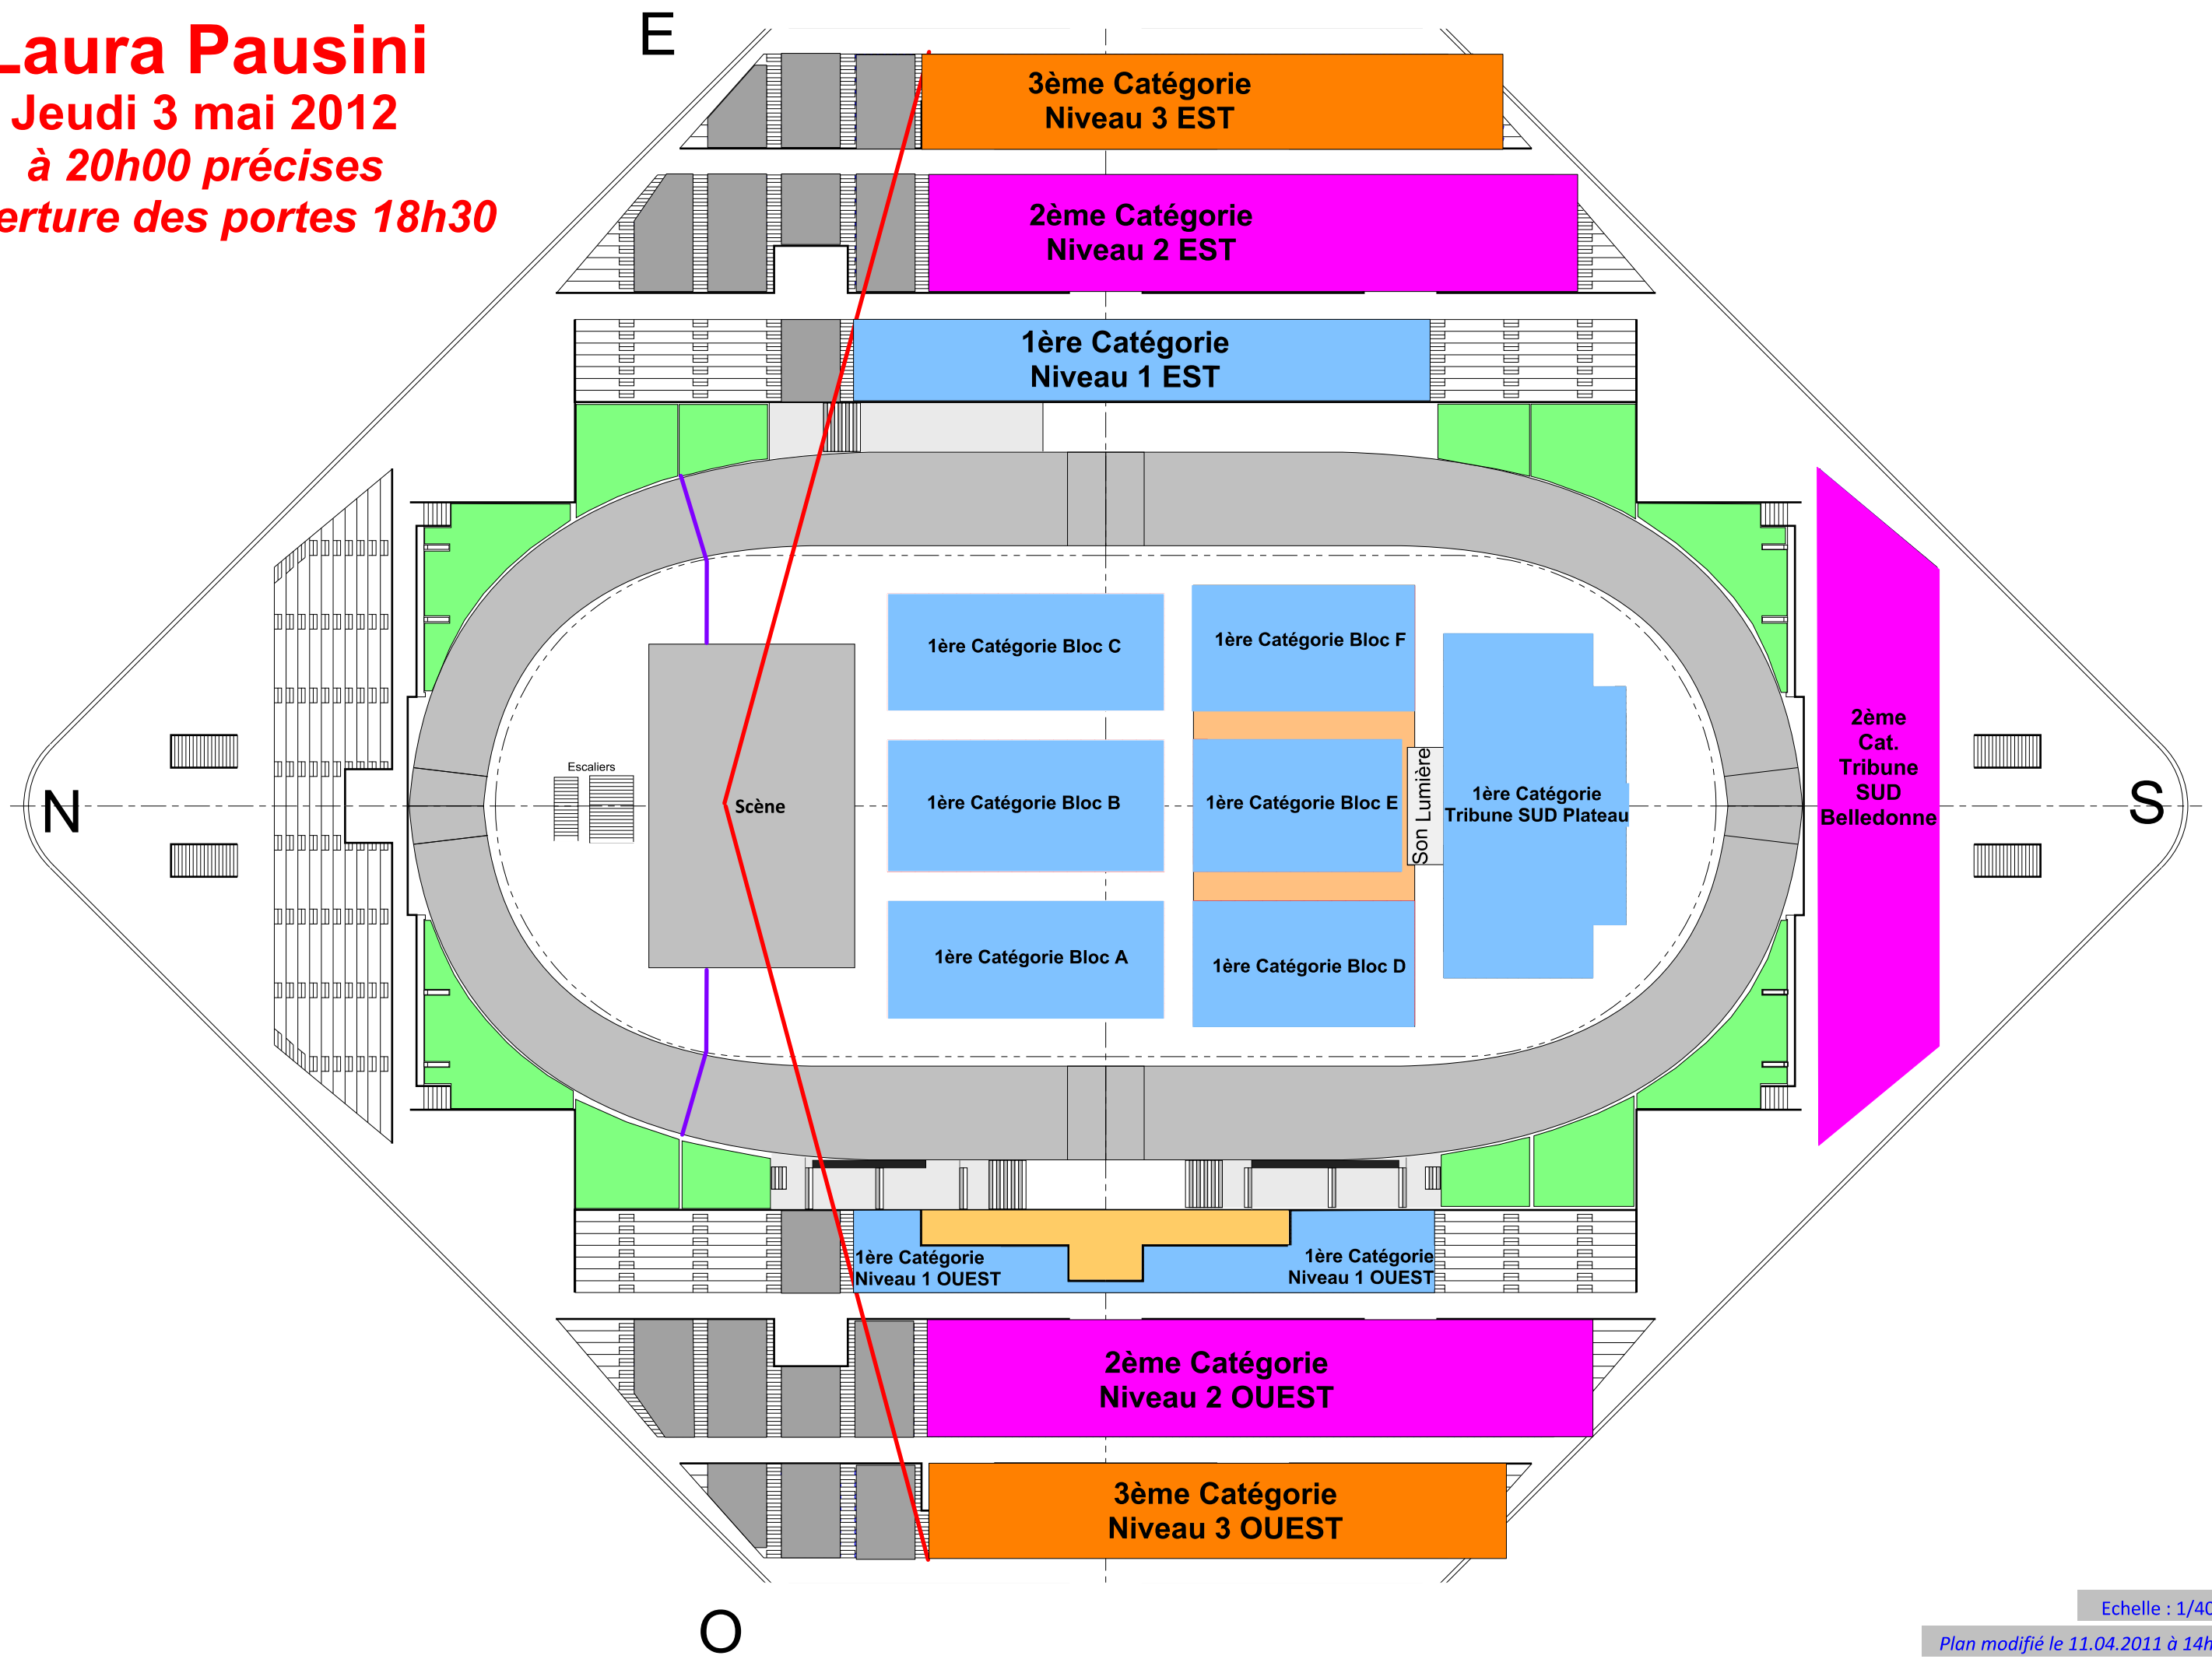 Laura Pausini
Jeudi 3 mai 2012
à 20h00 précises
erture des portes 18h30
E
3ème Catégorie
Niveau 3 EST
2ème Catégorie
Niveau 2 EST
1ère Catégorie
Niveau 1 EST
1ère Catégorie Bloc C
1ère Catégorie Bloc F
Escaliers
N
Scène
1ère Catégorie Bloc B
1ère Catégorie Bloc E
Son Lumière
1ère Catégorie
Tribune SUD Plateau
2ème
Cat.
Tribune
SUD
Belledonne
S
1ère Catégorie Bloc A
1ère Catégorie Bloc D
1ère Catégorie
Niveau 1 OUEST
1ère Catégorie
Niveau 1 OUEST
2ème Catégorie
Niveau 2 OUEST
3ème Catégorie
Niveau 3 OUEST
O
Echelle : 1/40
Plan modifié le 11.04.2011 à 14h